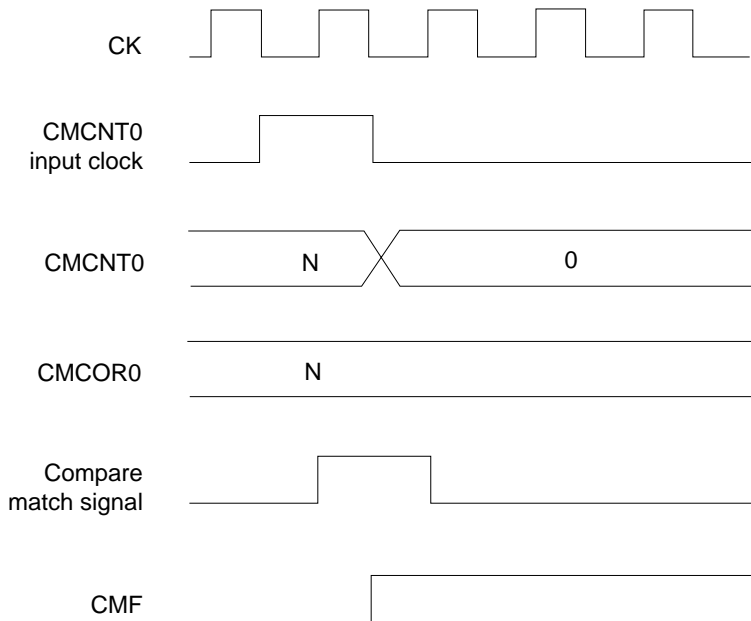 CK
CMCNT0
input clock
CMCNT0
N
0
CMCOR0
N
Compare
match signal
CMF